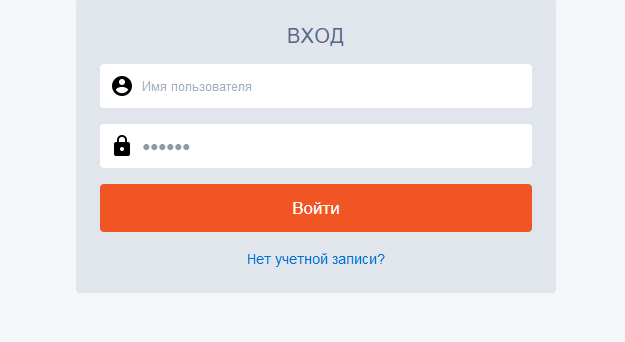 ВХОД
Имя пользователя
••••••
Войти
Нет учетной записи?